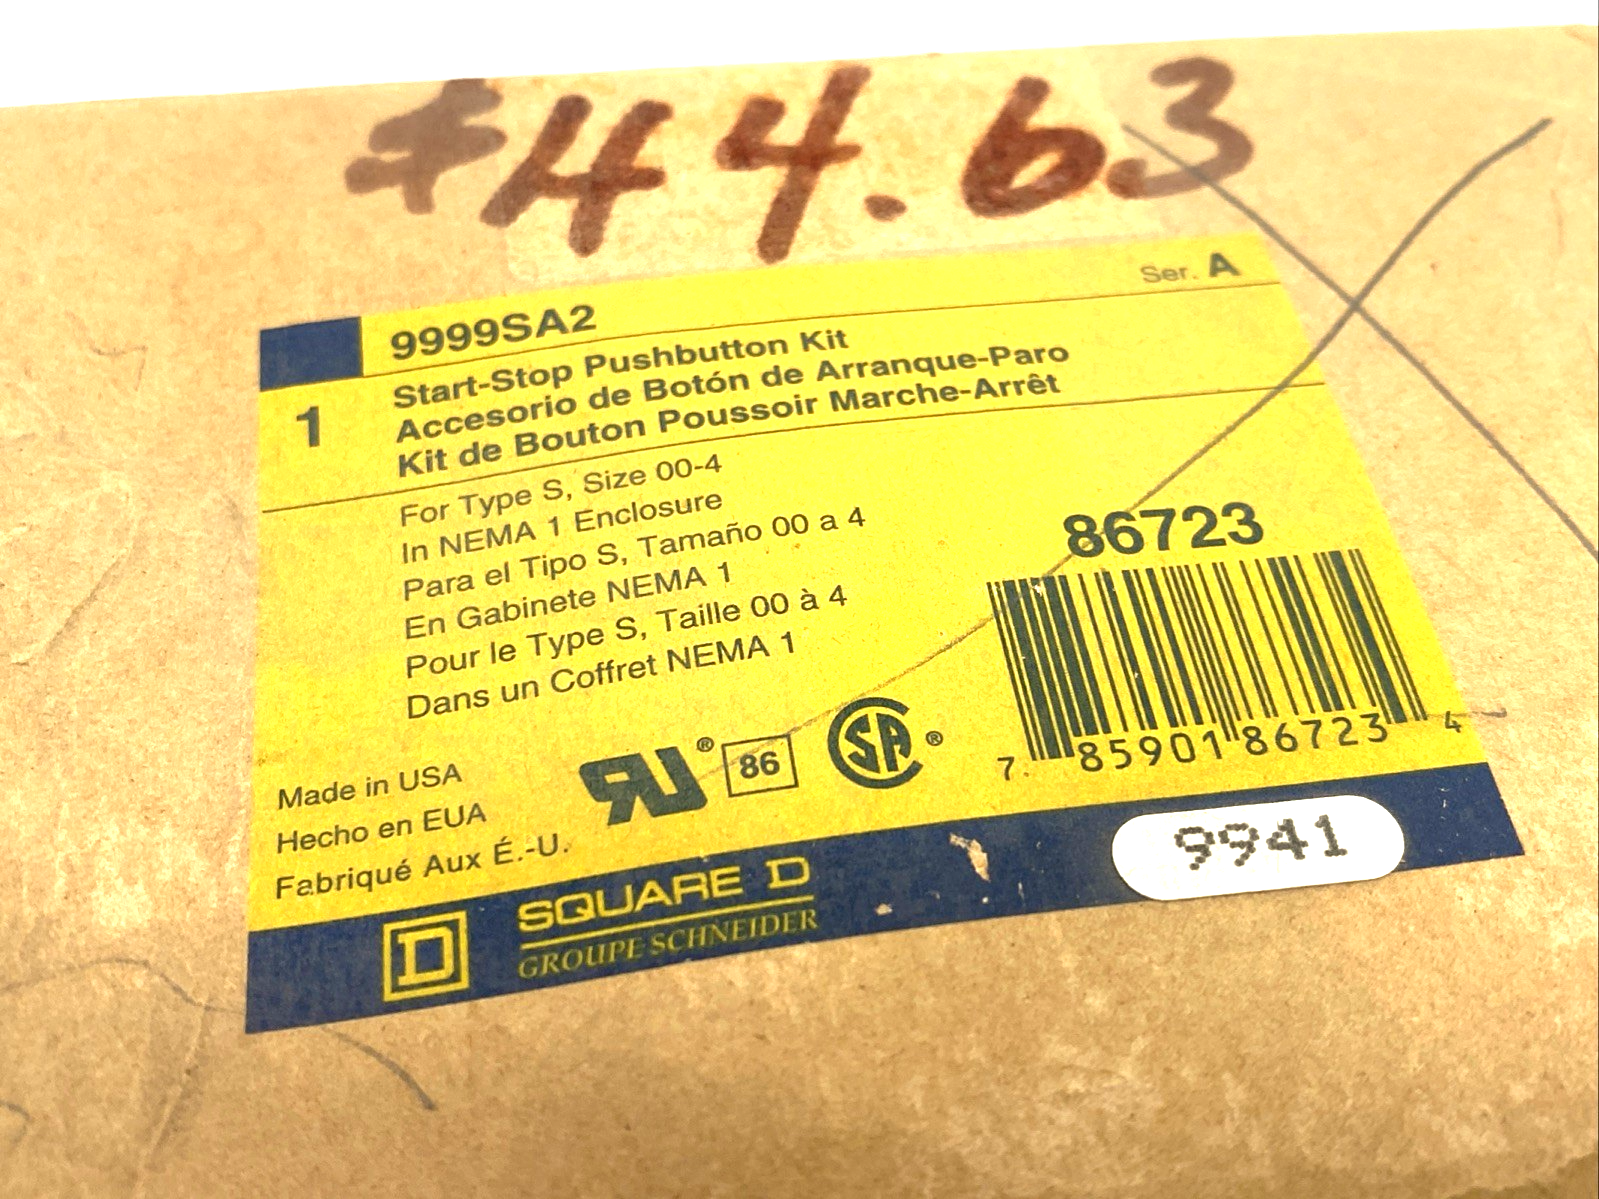 $44.63
Ser. A
9999SA2
1
Start-Stop Pushbutton Kit
Accesorio de Botón de Arranque-Paro
Kit de Bouton Poussoir Marche-Arrêt
For Type S, Size 00-4
In NEMA 1 Enclosure
Para el Tipo S, Tamaño 00 a 4
En Gabinete NEMA 1
Pour le Type S, Taille 00 à 4
Dans un Coffret NEMA 1
86723
7 85901 86723 4
Made in USA
Hecho en EUA
Fabriqué Aux É.-U.
RU® 86 SA®
9941
D SQUARE D
GROUPE SCHNEIDER